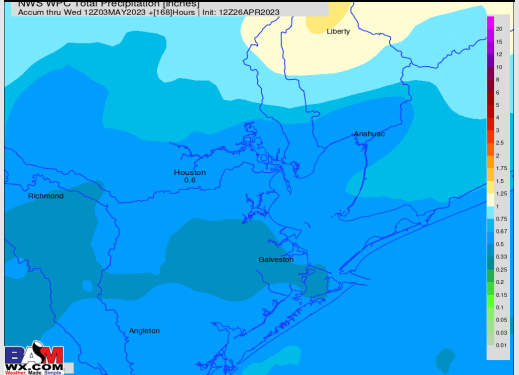 NWS WPC Total Precipitation [inches]
Accum thru Wed 12Z03MAY2023 +[168]Hours | Init: 12Z26APR2023
Liberty
Anahuac
Houston
0.6
Richmond
Galveston
Angleton
20
15
12
10
8
6
5
4
3
2.5
2
1.75
1.5
1.25
1
0.75
0.67
0.5
0.33
0.25
0.2
0.15
0.1
0.05
0.03
0.01
BAM
WX.COM
Weather. Made. Simple.